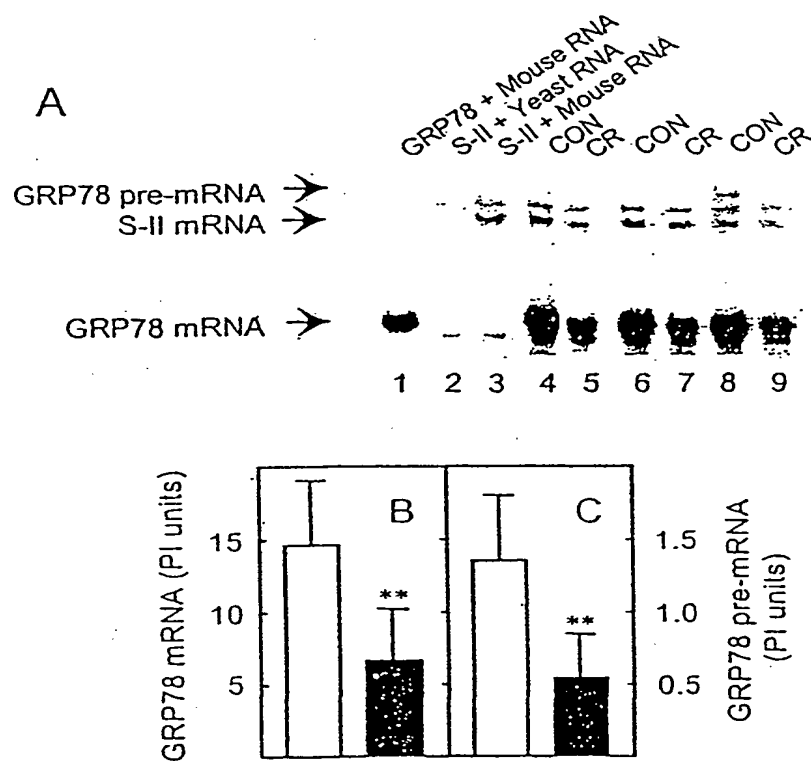 A
GRP78 + Mouse RNA
S-II + Yeast RNA
S-II + Mouse RNA
CON
CR
CON
CR
CON
CR
GRP78 pre-mRNA
S-II mRNA
GRP78 mRNA
1 2 3 4 5 6 7 8 9
GRP78 mRNA (PI units)
15
10
5
B
**
C
**
1.5
1.0
0.5
GRP78 pre-mRNA
(PI units)